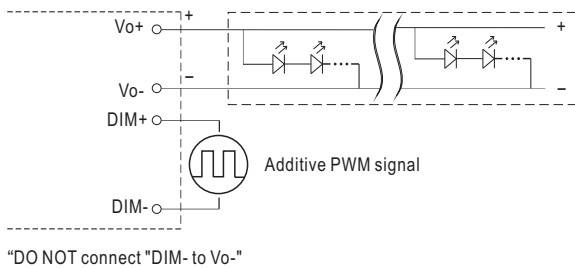 Vo+ +
+
Vo- –
–
DIM+
Additive PWM signal
DIM-
“DO NOT connect "DIM- to Vo-"